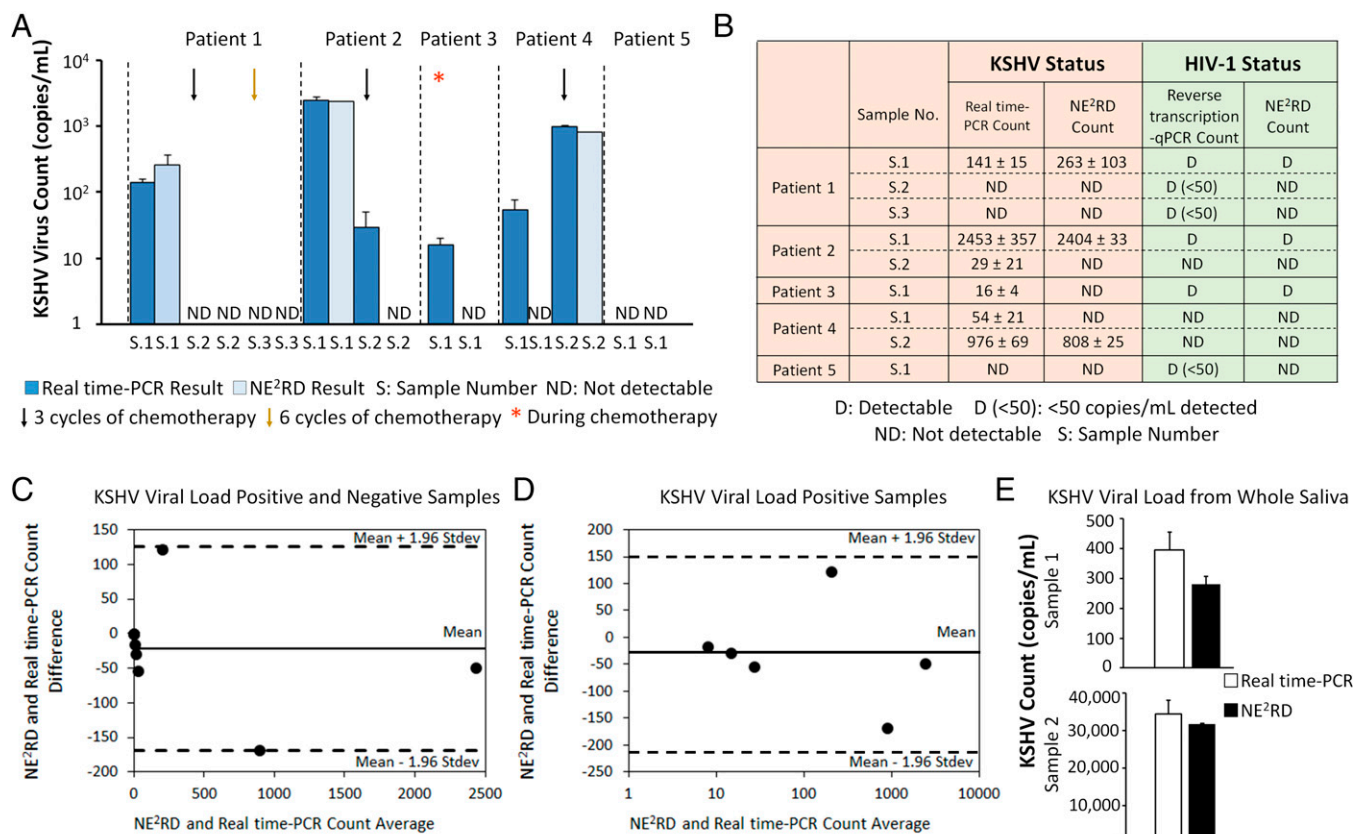 A
Patient 1 Patient 2 Patient 3 Patient 4 Patient 5
KSHV Virus Count (copies/mL)
10⁴
10³
10²
10
1
*
ND ND ND ND ND ND ND ND ND
S.1 S.1 S.2 S.2 S.3 S.3 S.1 S.1 S.2 S.2 S.1 S.1 S.1 S.1 S.2 S.2 S.1 S.1
Real time-PCR Result NE²RD Result S: Sample Number ND: Not detectable
3 cycles of chemotherapy 6 cycles of chemotherapy * During chemotherapy
B
KSHV Status HIV-1 Status
Sample No.
Real time-
PCR Count
NE²RD
Count
Reverse
transcription
-qPCR Count
NE²RD
Count
Patient 1
S.1 141 ± 15 263 ± 103 D D
S.2 ND ND D (<50) ND
S.3 ND ND D (<50) ND
Patient 2
S.1 2453 ± 357 2404 ± 33 D D
S.2 29 ± 21 ND ND ND
Patient 3 S.1 16 ± 4 ND D D
Patient 4
S.1 54 ± 21 ND ND ND
S.2 976 ± 69 808 ± 25 ND ND
Patient 5 S.1 ND ND D (<50) ND
D: Detectable D (<50): <50 copies/mL detected
ND: Not detectable S: Sample Number
C
KSHV Viral Load Positive and Negative Samples
NE²RD and Real time-PCR Count
Difference
150
100
50
0
-50
-100
-150
-200
Mean + 1.96 Stdev
Mean
Mean - 1.96 Stdev
0 500 1000 1500 2000 2500
NE²RD and Real time-PCR Count Average
D
KSHV Viral Load Positive Samples
NE²RD and Real time-PCR Count
Difference
200
150
100
50
0
-50
-100
-150
-200
-250
Mean + 1.96 Stdev
Mean
Mean - 1.96 Stdev
1 10 100 1000 10000
NE²RD and Real time-PCR Count Average
E
KSHV Viral Load from Whole Saliva
KSHV Count (copies/mL)
Sample 1
500
400
300
200
100
0
Real time-PCR
NE²RD
Sample 2
40,000
30,000
20,000
10,000